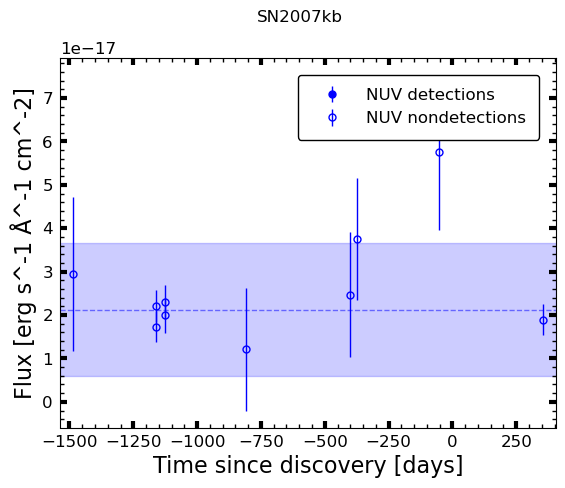 SN2007kb
1e−17
NUV detections
NUV nondetections
7
6
5
4
3
2
1
0
Flux [erg s^-1 Å^-1 cm^-2]
−1500 −1250 −1000 −750 −500 −250 0 250
Time since discovery [days]